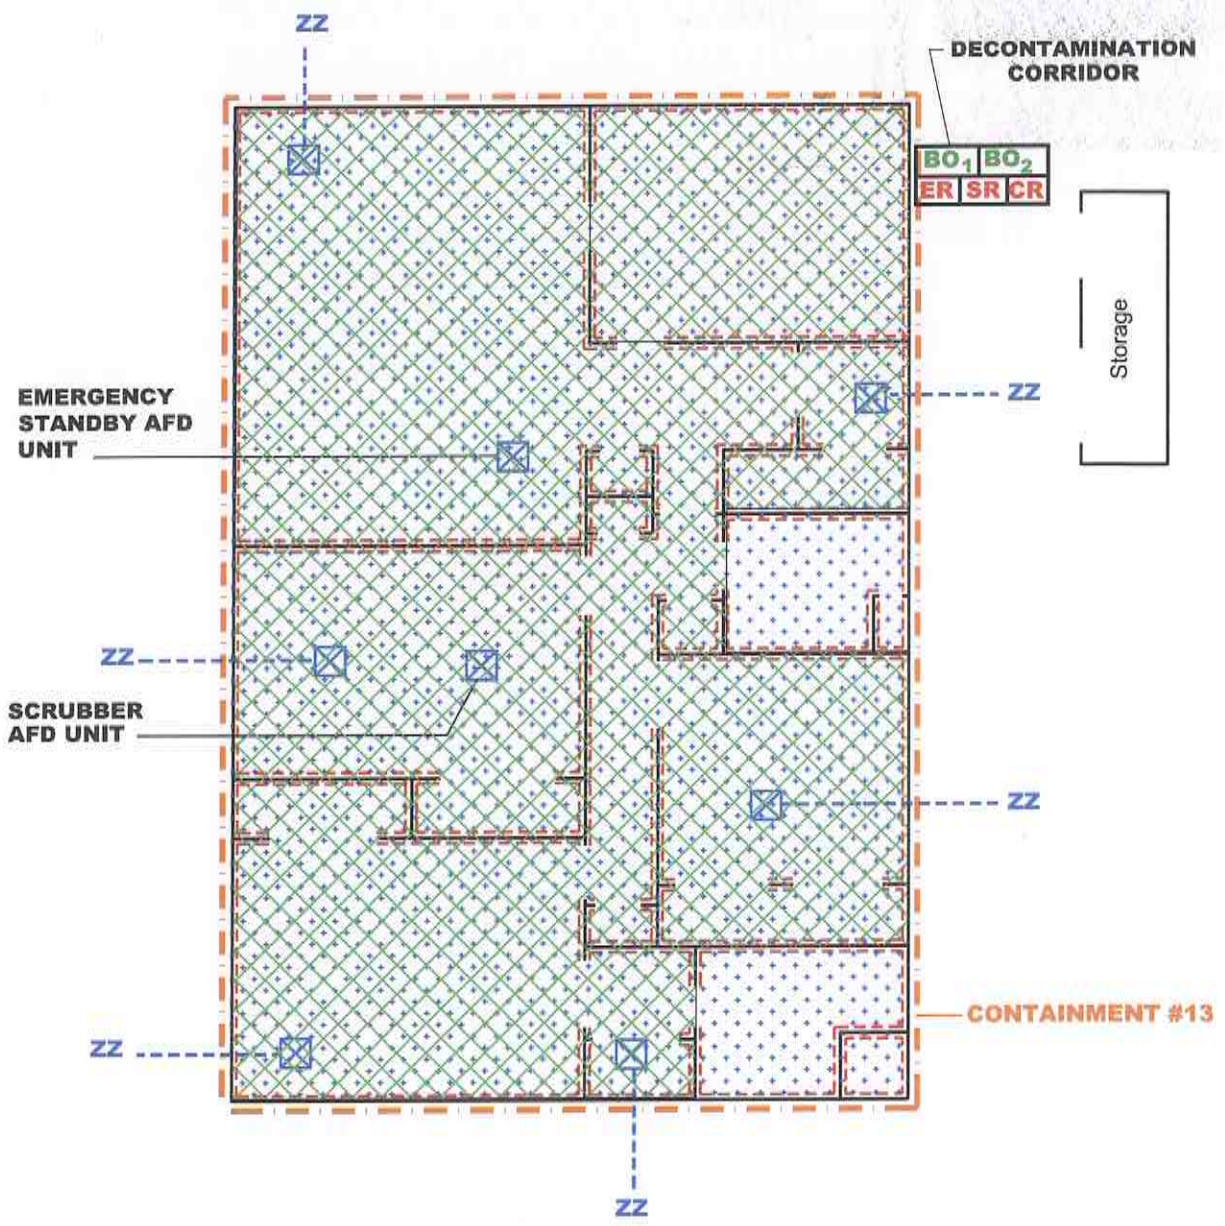 ZZ
DECONTAMINATION
CORRIDOR
BO1 BO2
ER SR CR
Storage
EMERGENCY
STANDBY AFD
UNIT
ZZ
ZZ
SCRUBBER
AFD UNIT
ZZ
CONTAINMENT #13
ZZ
ZZ